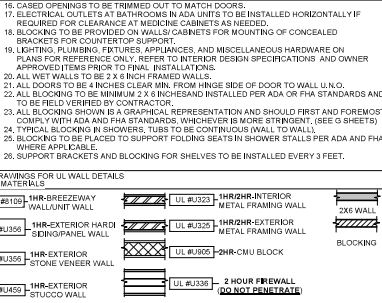 16. CASED OPENINGS TO BE TRIMMED OUT TO MATCH DOORS.
17. ELECTRICAL OUTLETS AT BATHROOMS IN ADA UNITS TO BE INSTALLED HORIZONTALLY IF
REQUIRED FOR CLEARANCE AT MEDICINE CABINETS AS NEEDED.
18. BLOCKING TO BE PROVIDED ON WALLS/CABINETS FOR MOUNTING OF CONCEALED
BRACKETS FOR COUNTERTOP SUPPORT.
19. LIGHTING, PLUMBING, FIXTURES, APPLIANCES, AND MISCELLANEOUS HARDWARE ON
PLANS FOR REFERENCE ONLY. REFER TO INTERIOR DESIGN SPECIFICATIONS AND OWNER
APPROVED ITEMS PRIOR TO FINAL INSTALLATIONS.
20. ALL WET WALLS TO BE 2 X 6 INCH FRAMED WALLS.
21. ALL DOORS TO BE 4 INCHES CLEAR MIN. FROM HINGE SIDE OF DOOR TO WALL U.N.O.
22. ALL BLOCKING TO BE MINIMUM 2 X 6 INCHESAND INSTALLED PER ADA OR FHA STANDARDS AND
TO BE FIELD VERIFIED BY CONTRACTOR.
23. ALL BLOCKING SHOWN IS A GRAPHICAL REPRESENTATION AND SHOULD FIRST AND FOREMOST
COMPLY WITH ADA AND FHA STANDARDS, WHICHEVER IS MORE STRINGENT, (SEE G SHEETS)
24. TYPICAL BLOCKING IN SHOWERS, TUBS TO BE CONTINUOUS (WALL TO WALL).
25. BLOCKING TO BE PLACED TO SUPPORT FOLDING SEATS IN SHOWER STALLS PER ADA AND FHA
WHERE APPLICABLE.
26. SUPPORT BRACKETS AND BLOCKING FOR SHELVES TO BE INSTALLED EVERY 3 FEET.
RAWINGS FOR UL WALL DETAILS
MATERIALS
#8109 1HR-BREEZEWAY
WALL/UNIT WALL
UL #U323 1HR/2HR-INTERIOR
METAL FRAMING WALL
2X6 WALL
#U356 1HR-EXTERIOR HARDI
SIDING/PANEL WALL
UL #U325 1HR/2HR-EXTERIOR
METAL FRAMING WALL
BLOCKING
#U356 1HR-EXTERIOR
STONE VENEER WALL
UL #U905 2HR-CMU BLOCK
#U459 1HR-EXTERIOR
STUCCO WALL
UL #U336 2 HOUR FIREWALL
(DO NOT PENETRATE)